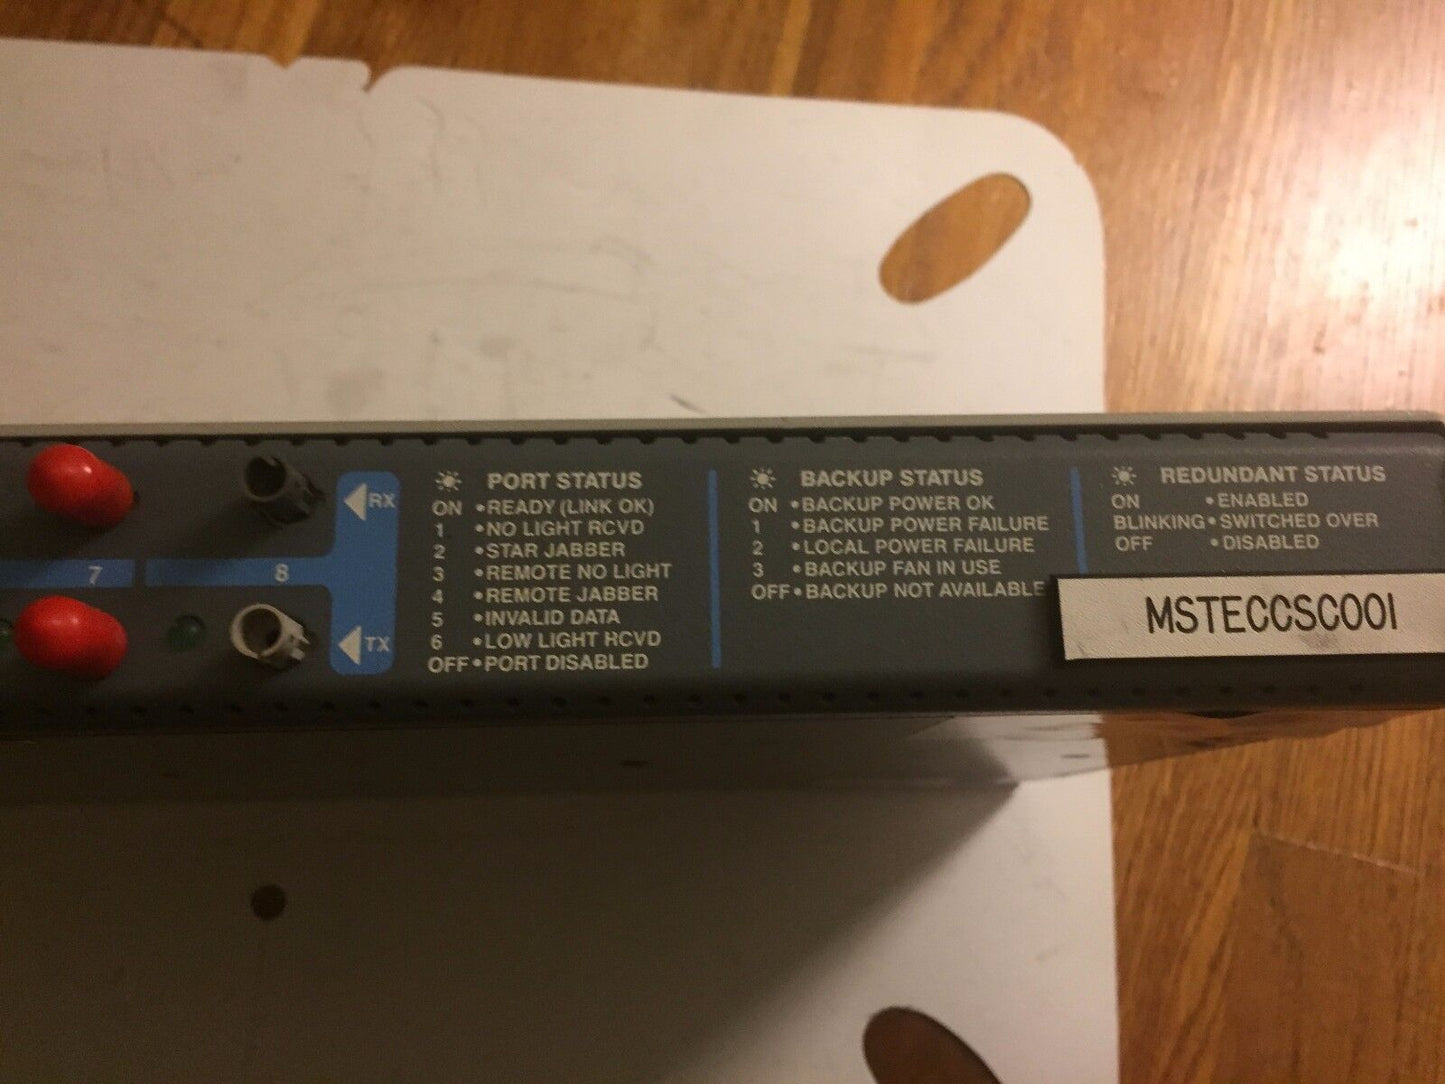 7
8
RX
TX
PORT STATUS
ON •READY (LINK OK)
1 •NO LIGHT RCVD
2 •STAR JABBER
3 •REMOTE NO LIGHT
4 •REMOTE JABBER
5 •INVALID DATA
6 •LOW LIGHT RCVD
OFF •PORT DISABLED
BACKUP STATUS
ON •BACKUP POWER OK
1 •BACKUP POWER FAILURE
2 •LOCAL POWER FAILURE
3 •BACKUP FAN IN USE
OFF •BACKUP NOT AVAILABLE
REDUNDANT STATUS
ON •ENABLED
BLINKING •SWITCHED OVER
OFF •DISABLED
MSTECCSC001